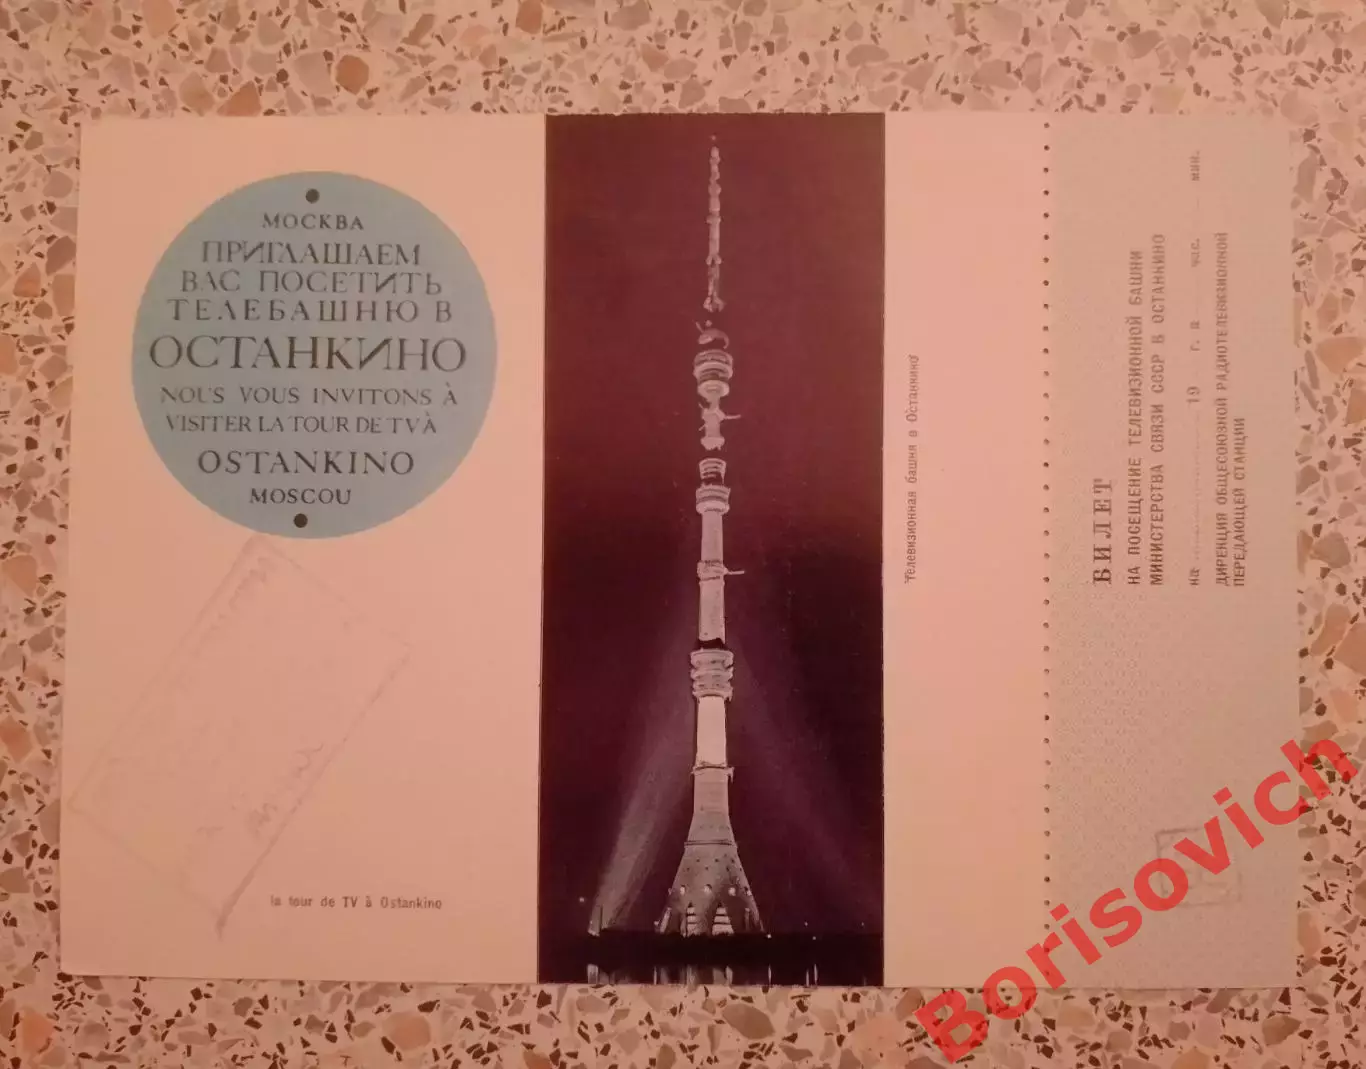 МОСКВА
ПРИГЛАШАЕМ
ВАС ПОСЕТИТЬ
ТЕЛЕБАШНЮ В
ОСТАНКИНО
NOUS VOUS INVITONS À
VISITER LA TOUR DE TV À
OSTANKINO
MOSCOU
la tour de TV à Ostankino
Телевизионная башня в Останкино
БИЛЕТ
НА ПОСЕЩЕНИЕ ТЕЛЕВИЗИОННОЙ БАШНИ
МИНИСТЕРСТВА СВЯЗИ СССР В ОСТАНКИНО
на 19 г. в час. мин.
ДИРЕКЦИЯ ОБЩЕСОЮЗНОЙ РАДИОТЕЛЕВИЗИОННОЙ
ПЕРЕДАЮЩЕЙ СТАНЦИИ
Borisovich